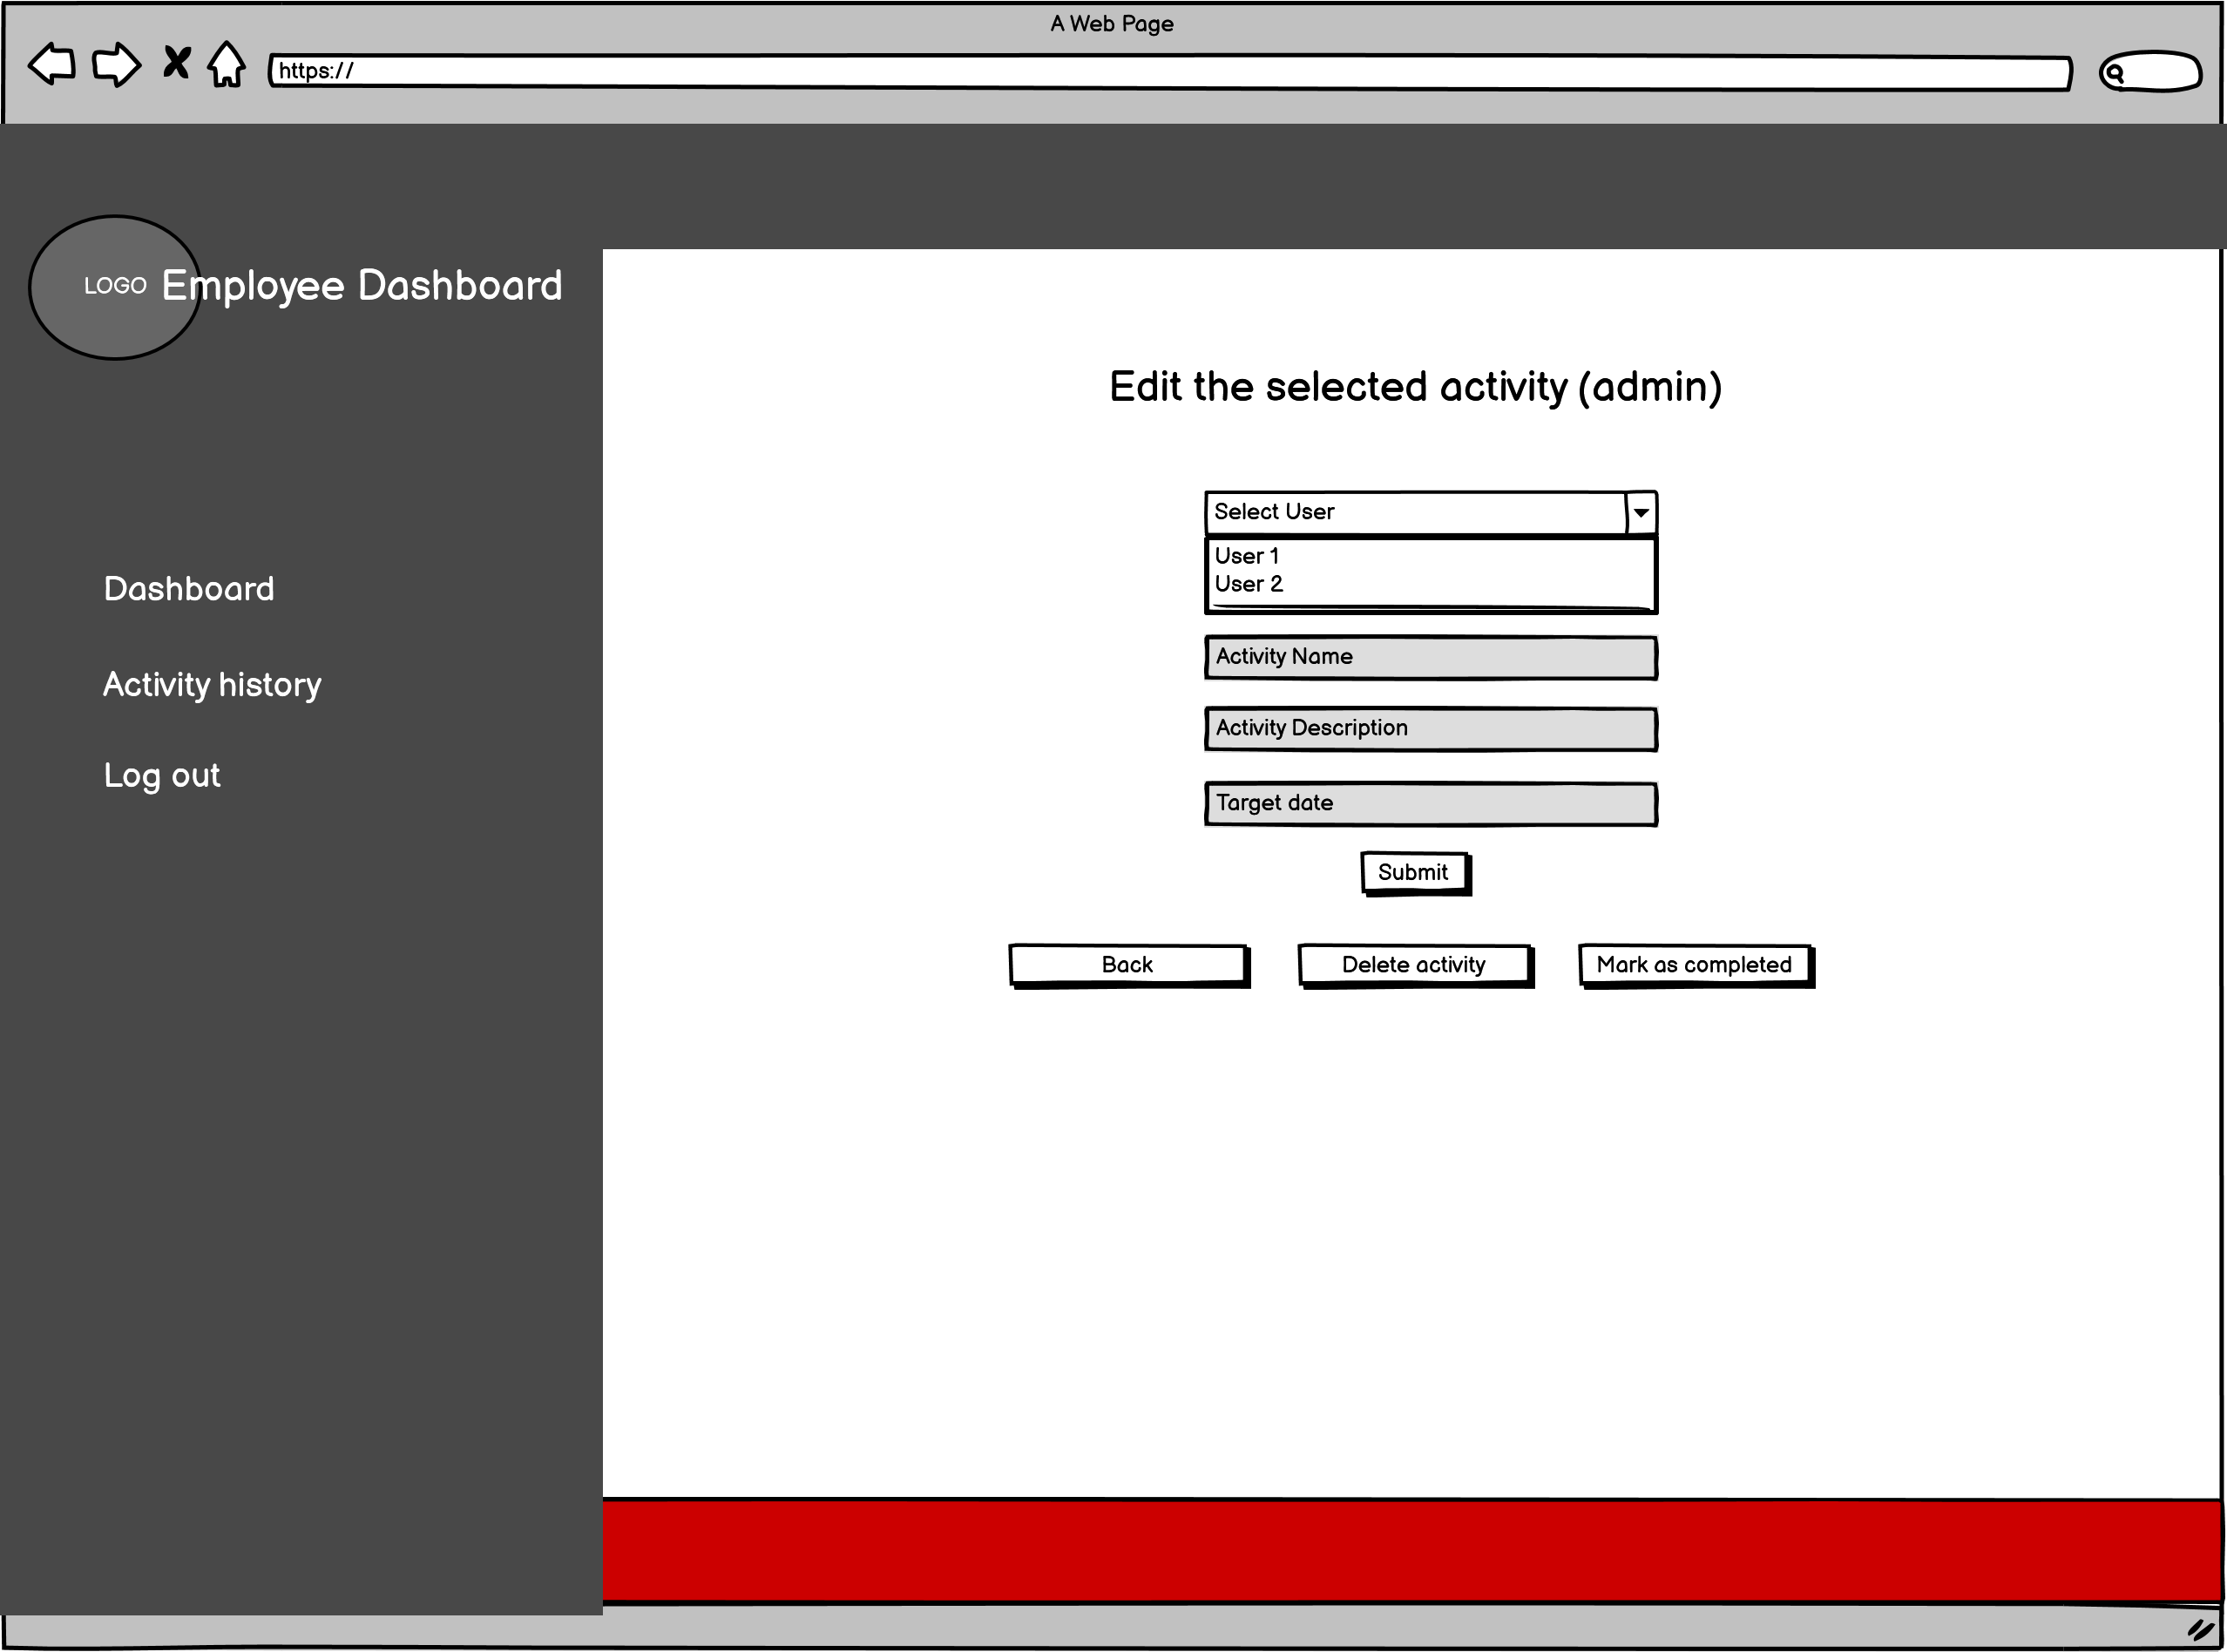 A Web Page
https://
LOGO
Employee Dashboard
Dashboard
Activity history
Log out
Edit the selected activity (admin)
Select User
User 1
User 2
Activity Name
Activity Description
Target date
Submit
Back
Delete activity
Mark as completed